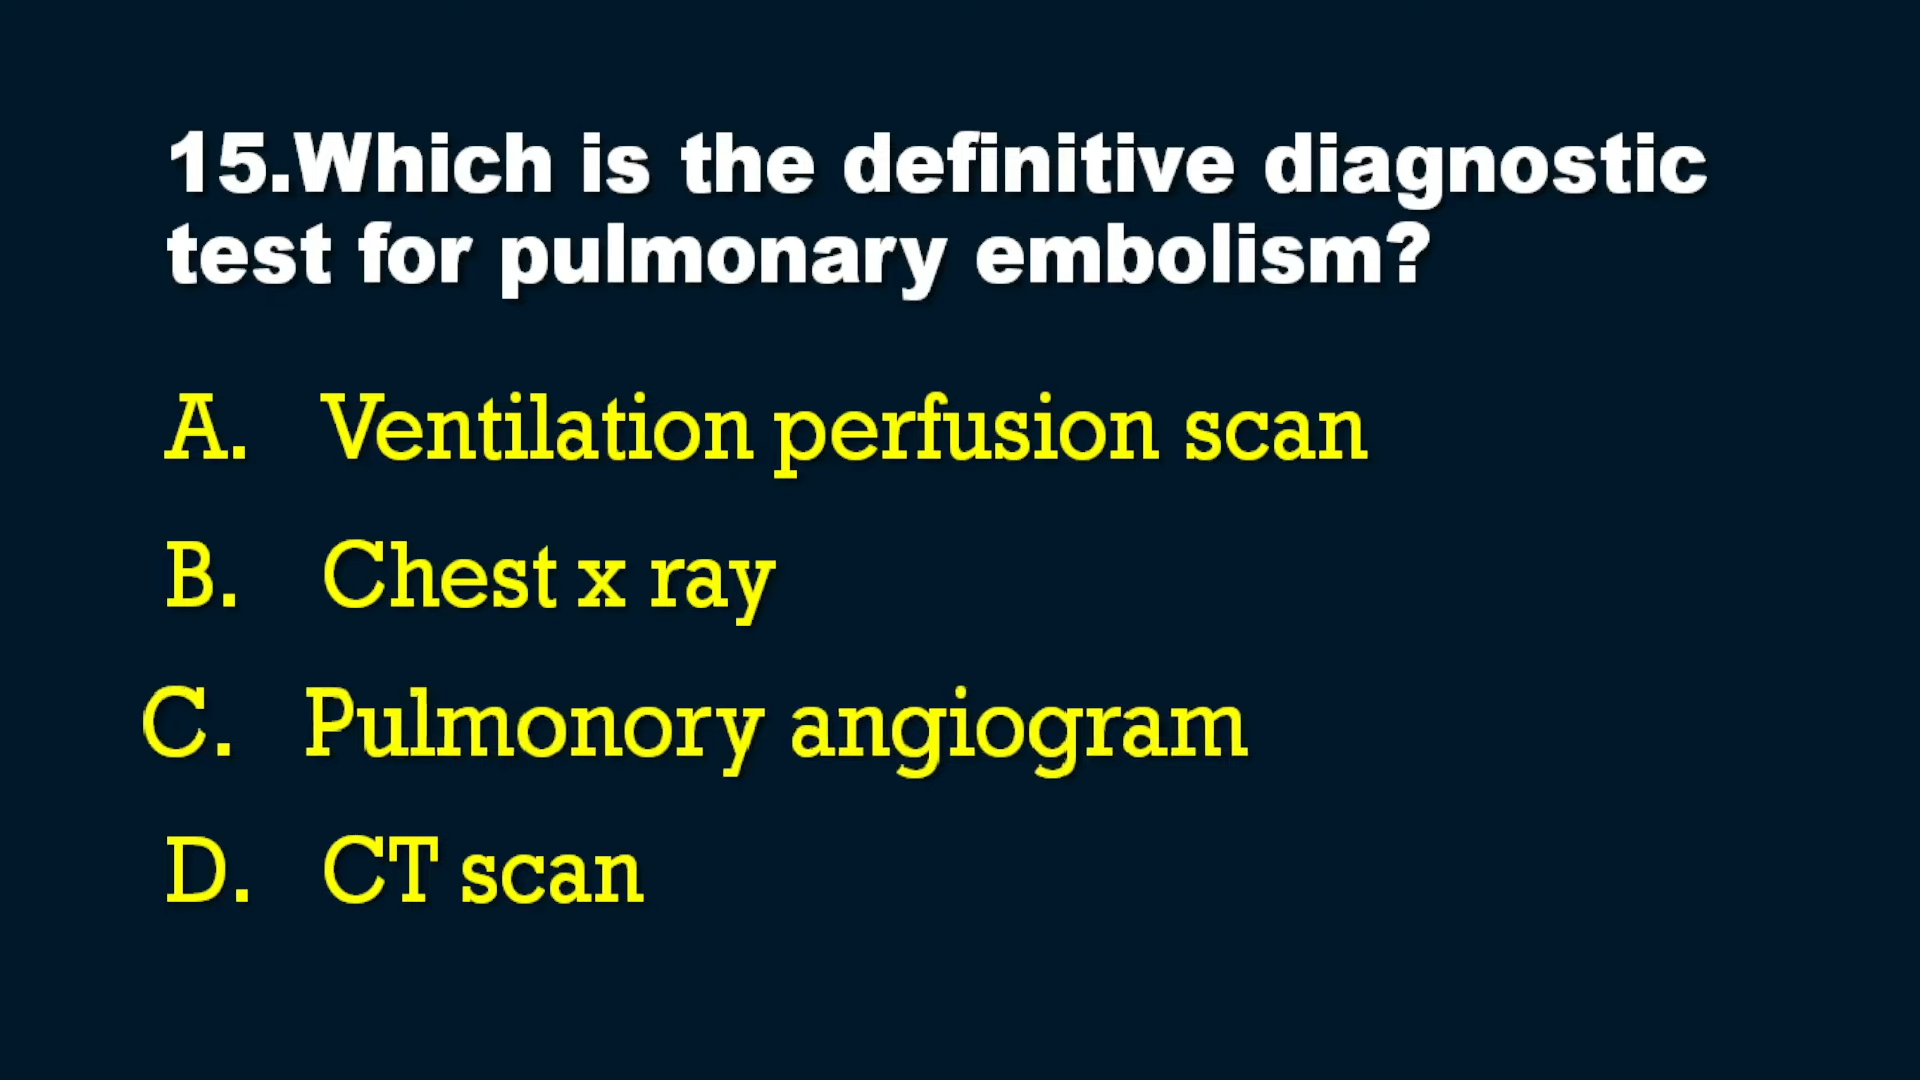 15.Which is the definitive diagnostic
test for pulmonary embolism?
A. Ventilation perfusion scan
B. Chest x ray
C. Pulmonory angiogram
D. CT scan